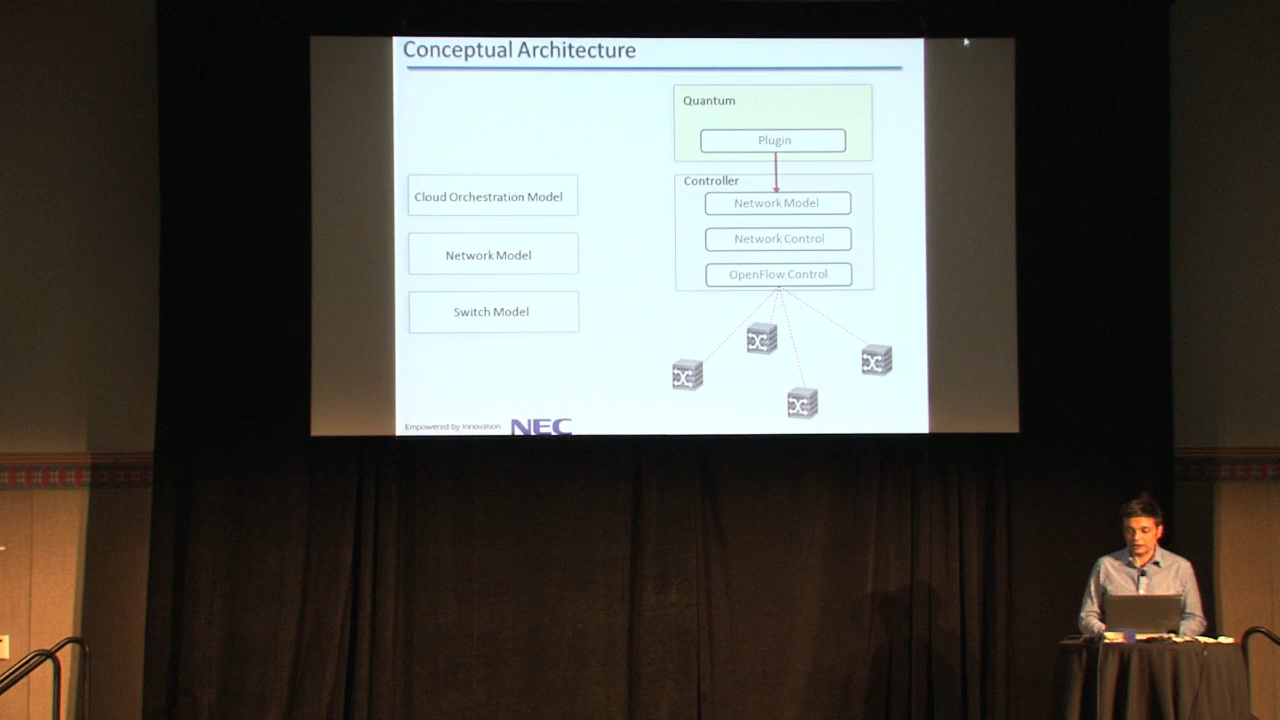 Conceptual Architecture
Quantum
Plugin
Controller
Cloud Orchestration Model
Network Model
Network Model
Network Control
OpenFlow Control
Switch Model
Empowered by Innovation NEC